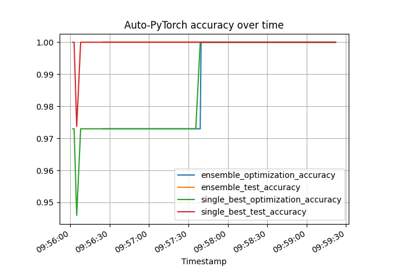 Auto-PyTorch accuracy over time
1.00
0.99
0.98
0.97
0.96
0.95
ensemble_optimization_accuracy
ensemble_test_accuracy
single_best_optimization_accuracy
single_best_test_accuracy
09:56:00
09:56:30
09:57:00
09:57:30
09:58:00
09:58:30
09:59:00
09:59:30
Timestamp